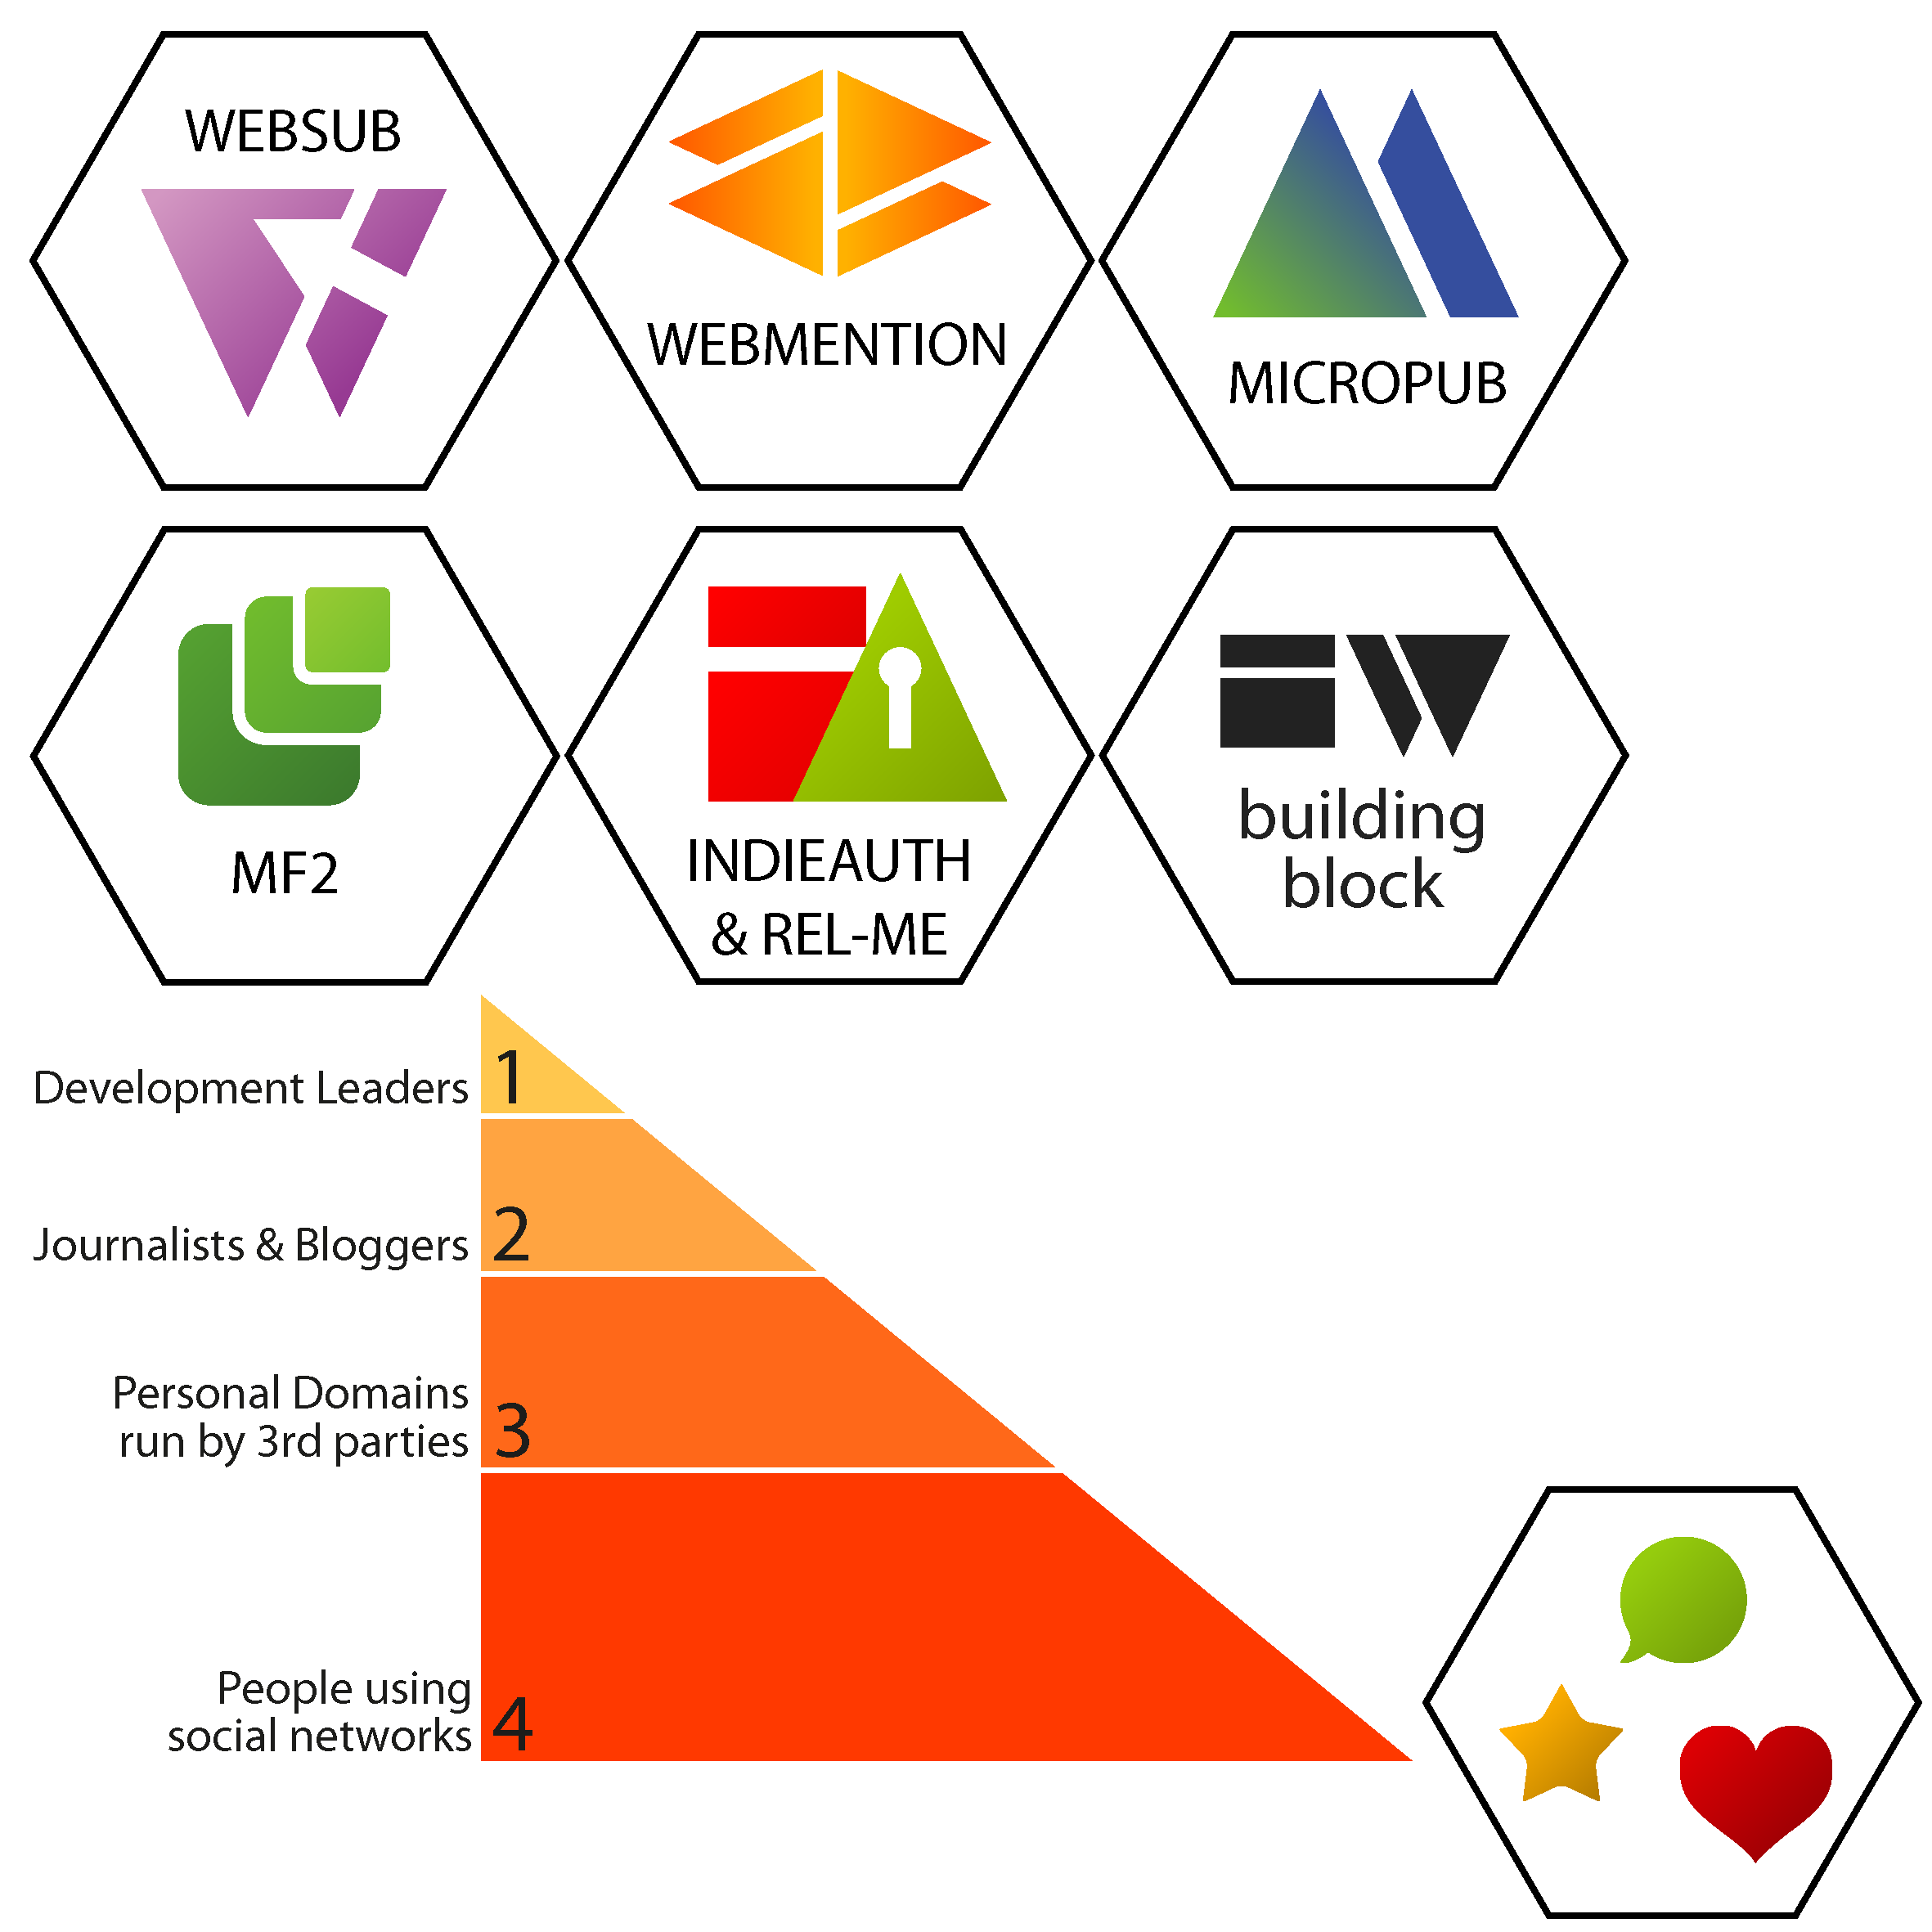 WEBSUB
WEBMENTION
MICROPUB
MF2
INDIEAUTH
& REL-ME
building
block
Development Leaders
1
Journalists & Bloggers
2
Personal Domains
run by 3rd parties
3
People using
social networks
4